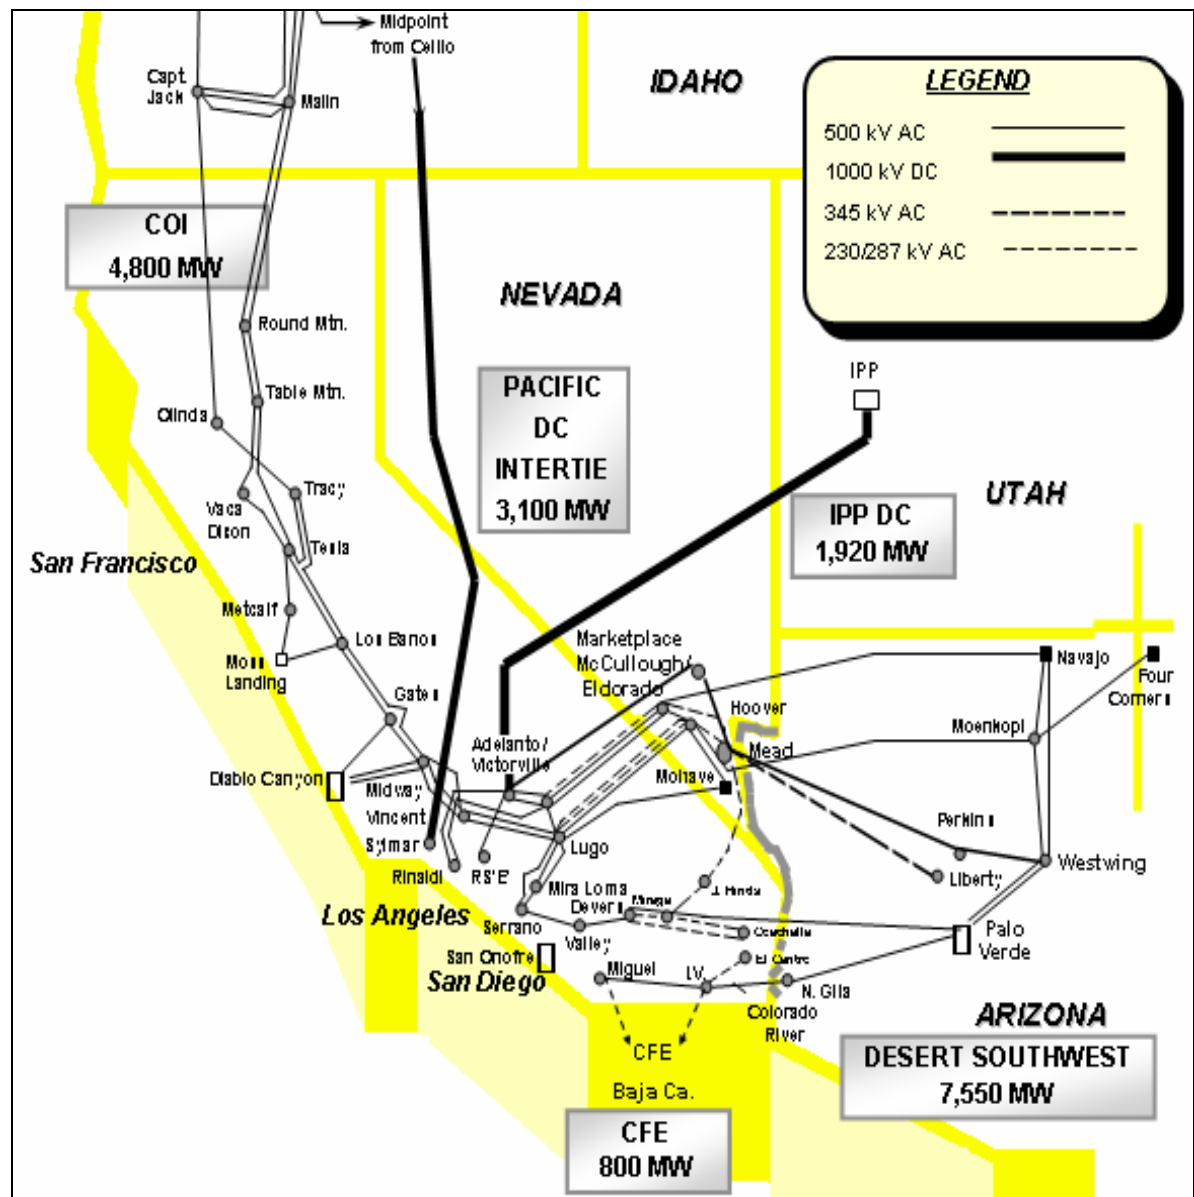 Midpoint
from Celilo
IDAHO
LEGEND
500 kV AC
1000 kV DC
345 kV AC
230/287 kV AC
Capt.
Jack
Malin
COI
4,800 MW
NEVADA
Round Mtn.
Table Mtn.
Olinda
PACIFIC
DC
INTERTIE
3,100 MW
IPP
UTAH
IPP DC
1,920 MW
Tracy
Vaca
Dixon
Tesla
San Francisco
Metcalf
Los Banos
Moss
Landing
Gates
Marketplace
McCullough/
Eldorado
Hoover
Navajo
Four
Corners
Moenkopi
Mead
Adelanto/
Victorville
Mohave
Diablo Canyon
Midway
Vincent
Sylmar
Rinaldi
RS'E'
Lugo
Perkins
Liberty
Westwing
Mira Loma
Devers
Mirage
J. Hinds
Los Angeles
Serrano
Valley
Coachella
Palo
Verde
San Onofre
El Centro
San Diego
Miguel
I.V.
N. Gila
Colorado
River
ARIZONA
CFE
Baja Ca.
DESERT SOUTHWEST
7,550 MW
CFE
800 MW